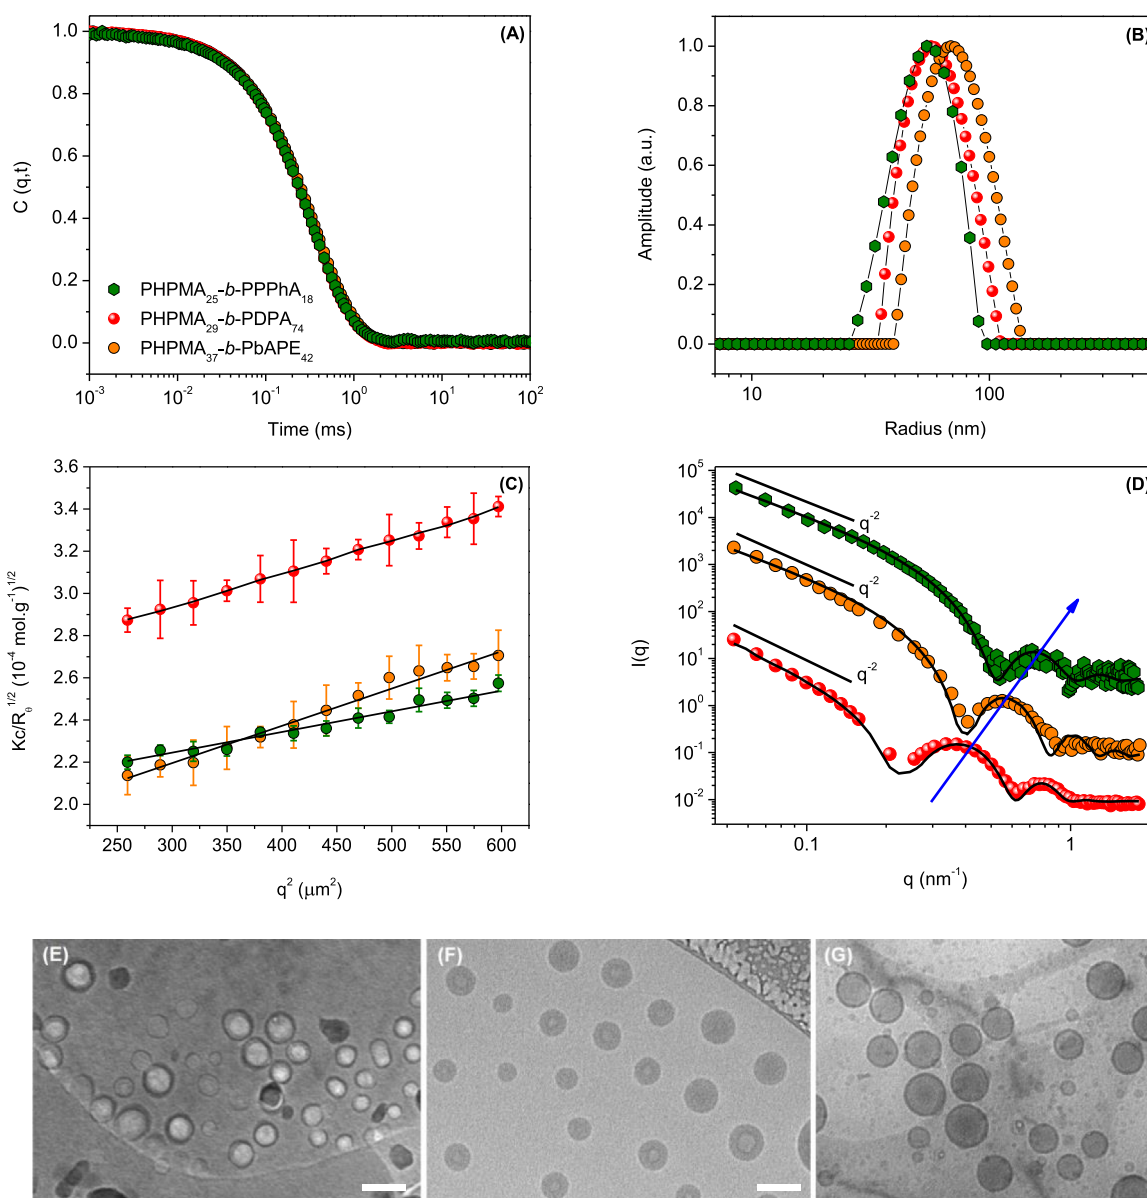 (A)
C (q,t)
1.0
0.8
0.6
0.4
0.2
0.0
PHPMA25-b-PPPhA18
PHPMA29-b-PDPA74
PHPMA37-b-PbAPE42
10-3 10-2 10-1 100 101 102
Time (ms)
(B)
Amplitude (a.u.)
1.0
0.8
0.6
0.4
0.2
0.0
10 100
Radius (nm)
(C)
Kc/Rθ1/2 (10-4 mol.g-1)1/2
3.6
3.4
3.2
3.0
2.8
2.6
2.4
2.2
2.0
250 300 350 400 450 500 550 600
q2 (μm2)
(D)
I(q)
105
104
103
102
101
100
10-1
10-2
q-2
q-2
q-2
0.1 1
q (nm-1)
(E)
(F)
(G)